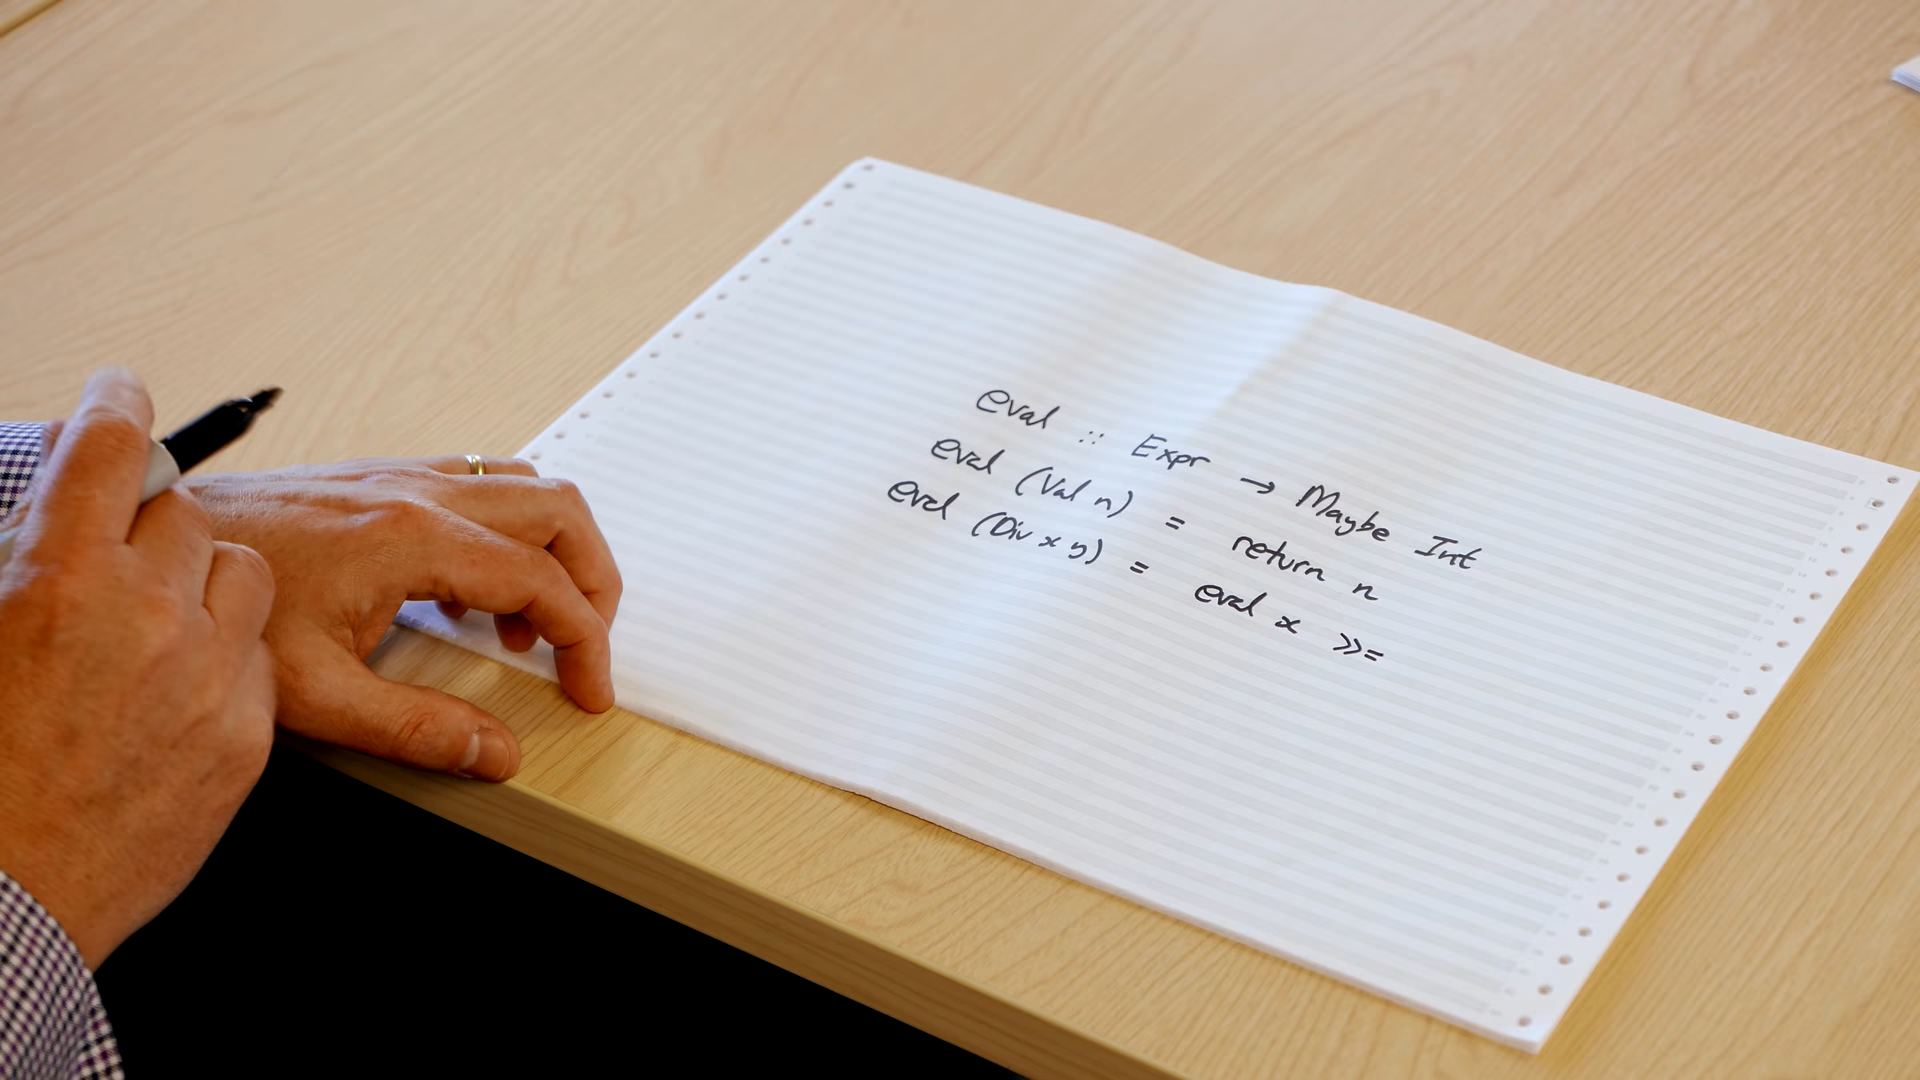 eval :: Expr → Maybe Int
eval (Val n) = return n
eval (Div x y) = eval x >>=